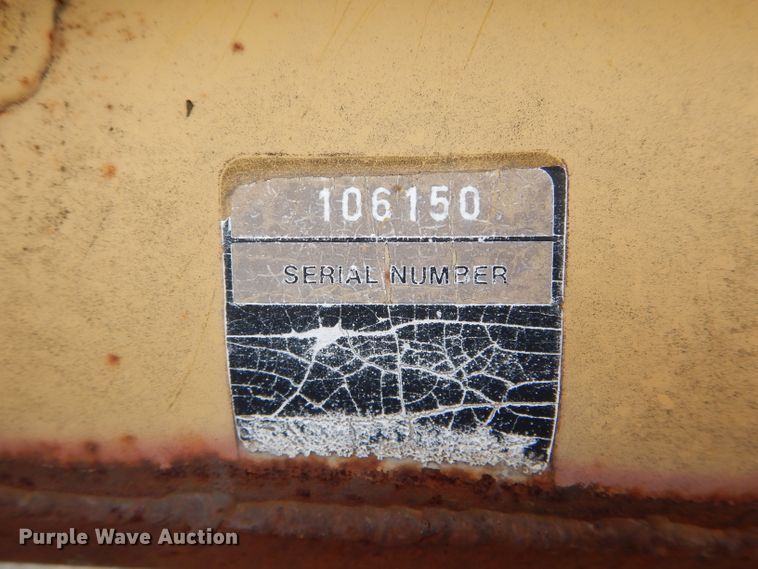 106150
SERIAL NUMBER
Purple Wave Auction